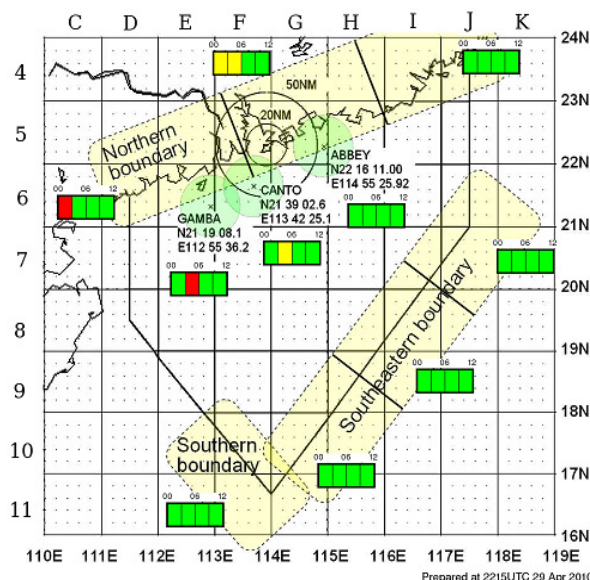 C D E F G H I J K
24N
00 06 12
00 06 12
4
50NM
23N
20NM
5
Northern
boundary
ABBEY
N22 16 11.00
E114 55 25.92
22N
00 06 12
CANTO
N21 39 02.6
E113 42 25.1
00 06 12
6
GAMBA
N21 19 08.1
E112 55 36.2
21N
00 06 12
00 06 12
7
00 06 12
20N
8
Southeastern boundary
19N
00 06 12
9
18N
Southern
boundary
10
00 06 12
17N
00 06 12
11
16N
110E 111E 112E 113E 114E 115E 116E 117E 118E 119E
Prepared at 2215UTC 29 Apr 2010